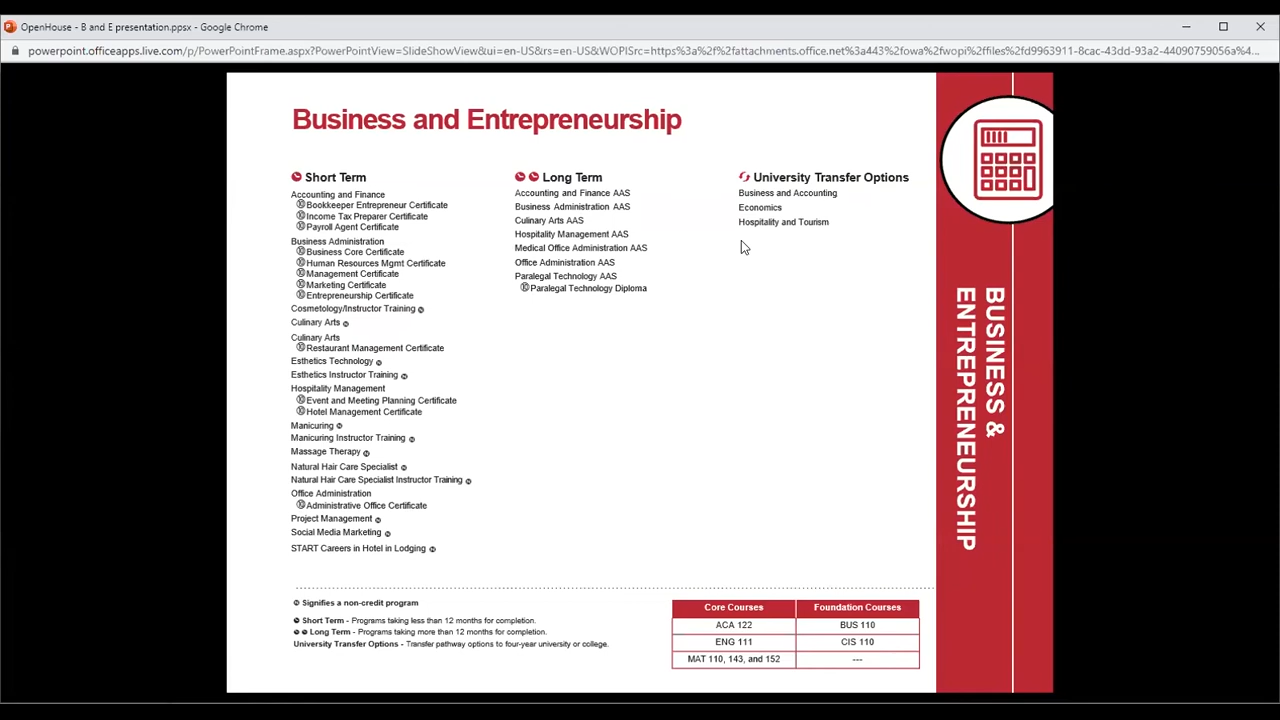 OpenHouse - B and E presentation.ppsx - Google Chrome
powerpoint.officeapps.live.com/p/PowerPointFrame.aspx?PowerPointView=SlideShowView&ui=en-US&rs=en-US&WOPISrc=https%3a%2f%2fattachments.office.net%3a443%2fowa%2fwopi%2ffiles%2fd9963911-8cac-43dd-93a2-44090759056a%4...
Business and Entrepreneurship
Short Term
Accounting and Finance
Bookkeeper Entrepreneur Certificate
Income Tax Preparer Certificate
Payroll Agent Certificate
Business Administration
Business Core Certificate
Human Resources Mgmt Certificate
Management Certificate
Marketing Certificate
Entrepreneurship Certificate
Cosmetology/Instructor Training
Culinary Arts
Culinary Arts
Restaurant Management Certificate
Esthetics Technology
Esthetics Instructor Training
Hospitality Management
Event and Meeting Planning Certificate
Hotel Management Certificate
Manicuring
Manicuring Instructor Training
Massage Therapy
Natural Hair Care Specialist
Natural Hair Care Specialist Instructor Training
Office Administration
Administrative Office Certificate
Project Management
Social Media Marketing
START Careers in Hotel in Lodging
Long Term
Accounting and Finance AAS
Business Administration AAS
Culinary Arts AAS
Hospitality Management AAS
Medical Office Administration AAS
Office Administration AAS
Paralegal Technology AAS
Paralegal Technology Diploma
University Transfer Options
Business and Accounting
Economics
Hospitality and Tourism
BUSINESS &
ENTREPRENEURSHIP
Signifies a non-credit program
Short Term - Programs taking less than 12 months for completion.
Long Term - Programs taking more than 12 months for completion.
University Transfer Options - Transfer pathway options to four-year university or college.
Core Courses Foundation Courses
ACA 122 BUS 110
ENG 111 CIS 110
MAT 110, 143, and 152 ---